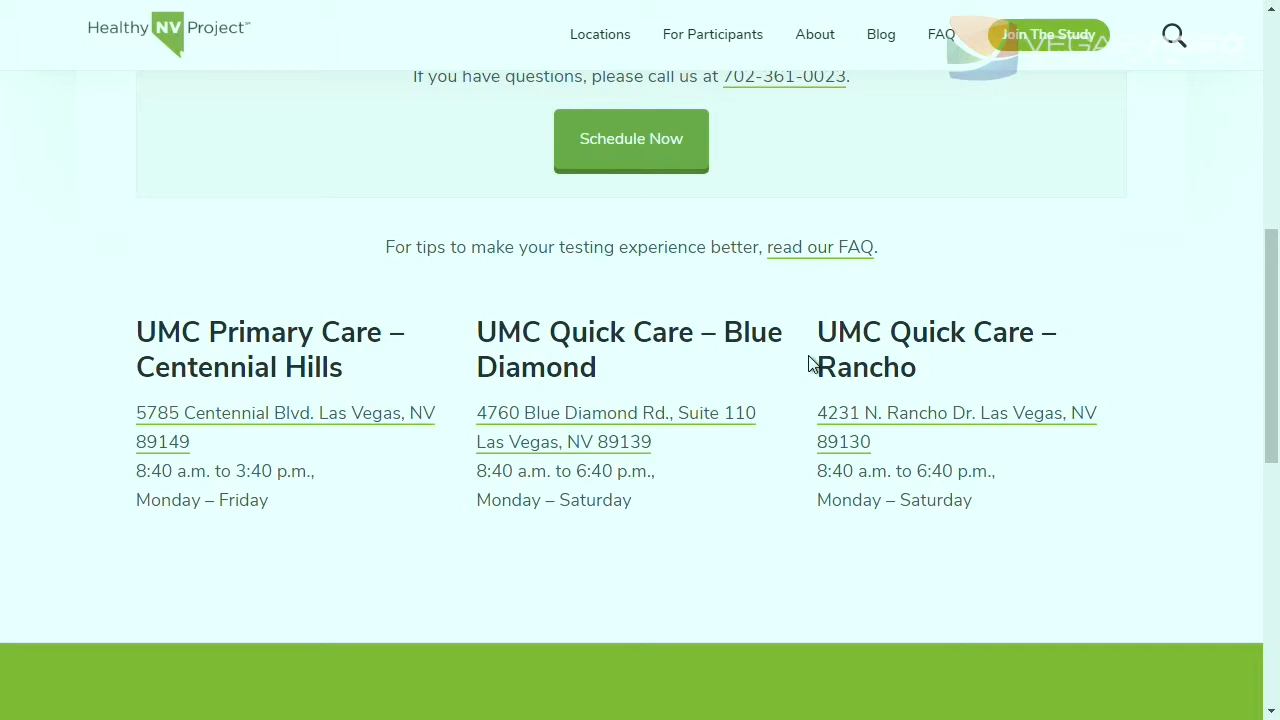 Healthy NV Project
Locations For Participants About Blog FAQ Join The Study
If you have questions, please call us at 702-361-0023.
Schedule Now
For tips to make your testing experience better, read our FAQ.
UMC Primary Care –
Centennial Hills
5785 Centennial Blvd. Las Vegas, NV
89149
8:40 a.m. to 3:40 p.m.,
Monday – Friday
UMC Quick Care – Blue
Diamond
4760 Blue Diamond Rd., Suite 110
Las Vegas, NV 89139
8:40 a.m. to 6:40 p.m.,
Monday – Saturday
UMC Quick Care –
Rancho
4231 N. Rancho Dr. Las Vegas, NV
89130
8:40 a.m. to 6:40 p.m.,
Monday – Saturday